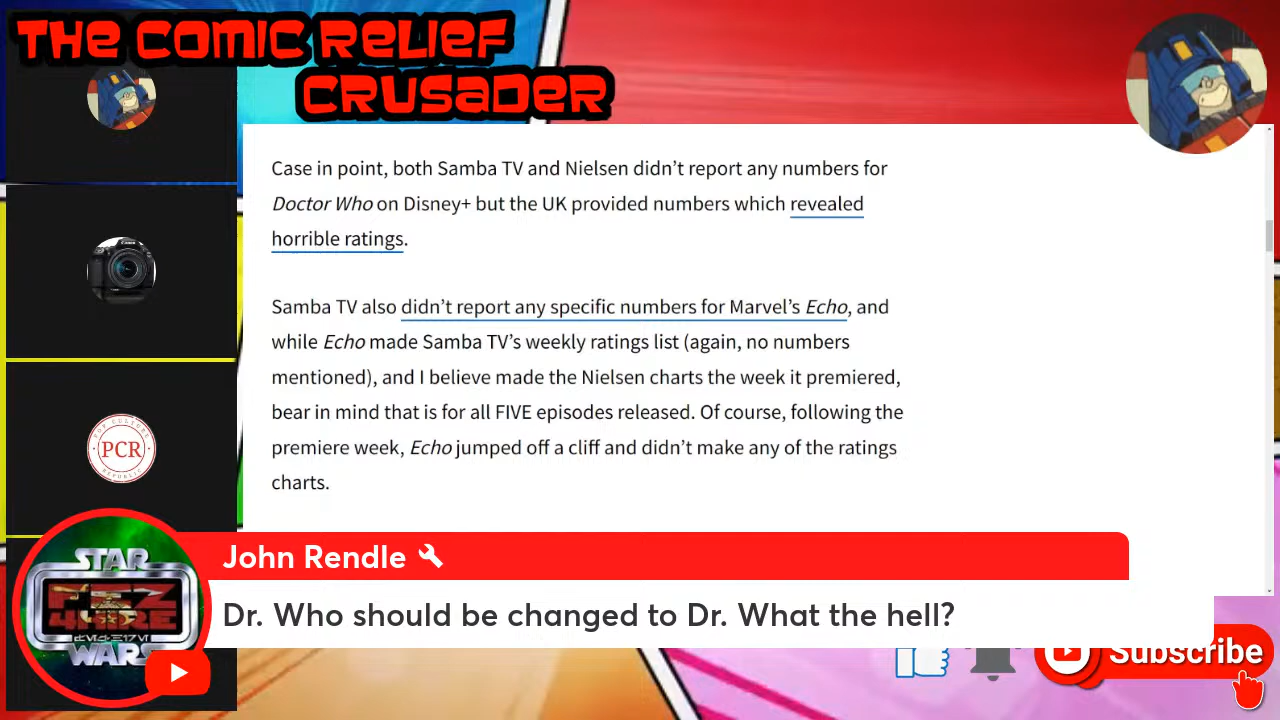 THE COMIC RELIEF
CRUSADER
Case in point, both Samba TV and Nielsen didn’t report any numbers for
Doctor Who on Disney+ but the UK provided numbers which revealed
horrible ratings.
Samba TV also didn’t report any specific numbers for Marvel’s Echo, and
while Echo made Samba TV’s weekly ratings list (again, no numbers
mentioned), and I believe made the Nielsen charts the week it premiered,
bear in mind that is for all FIVE episodes released. Of course, following the
premiere week, Echo jumped off a cliff and didn’t make any of the ratings
charts.
POP CULTURE
PCR
REPUBLIC
STAR
FEZ
4HIRE
WARS
John Rendle
Dr. Who should be changed to Dr. What the hell?
Subscribe